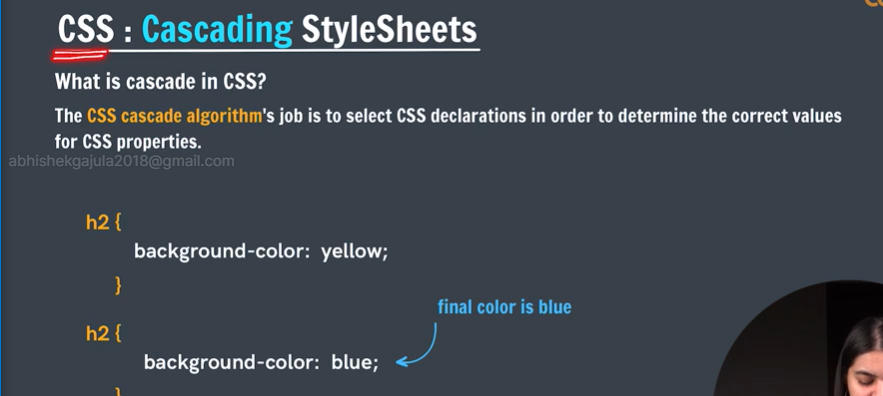 CSS : Cascading StyleSheets
What is cascade in CSS?
The CSS cascade algorithm's job is to select CSS declarations in order to determine the correct values
for CSS properties.
abhishekgajula2018@gmail.com
h2 {
background-color: yellow;
}
h2 {
final color is blue
background-color: blue;
}